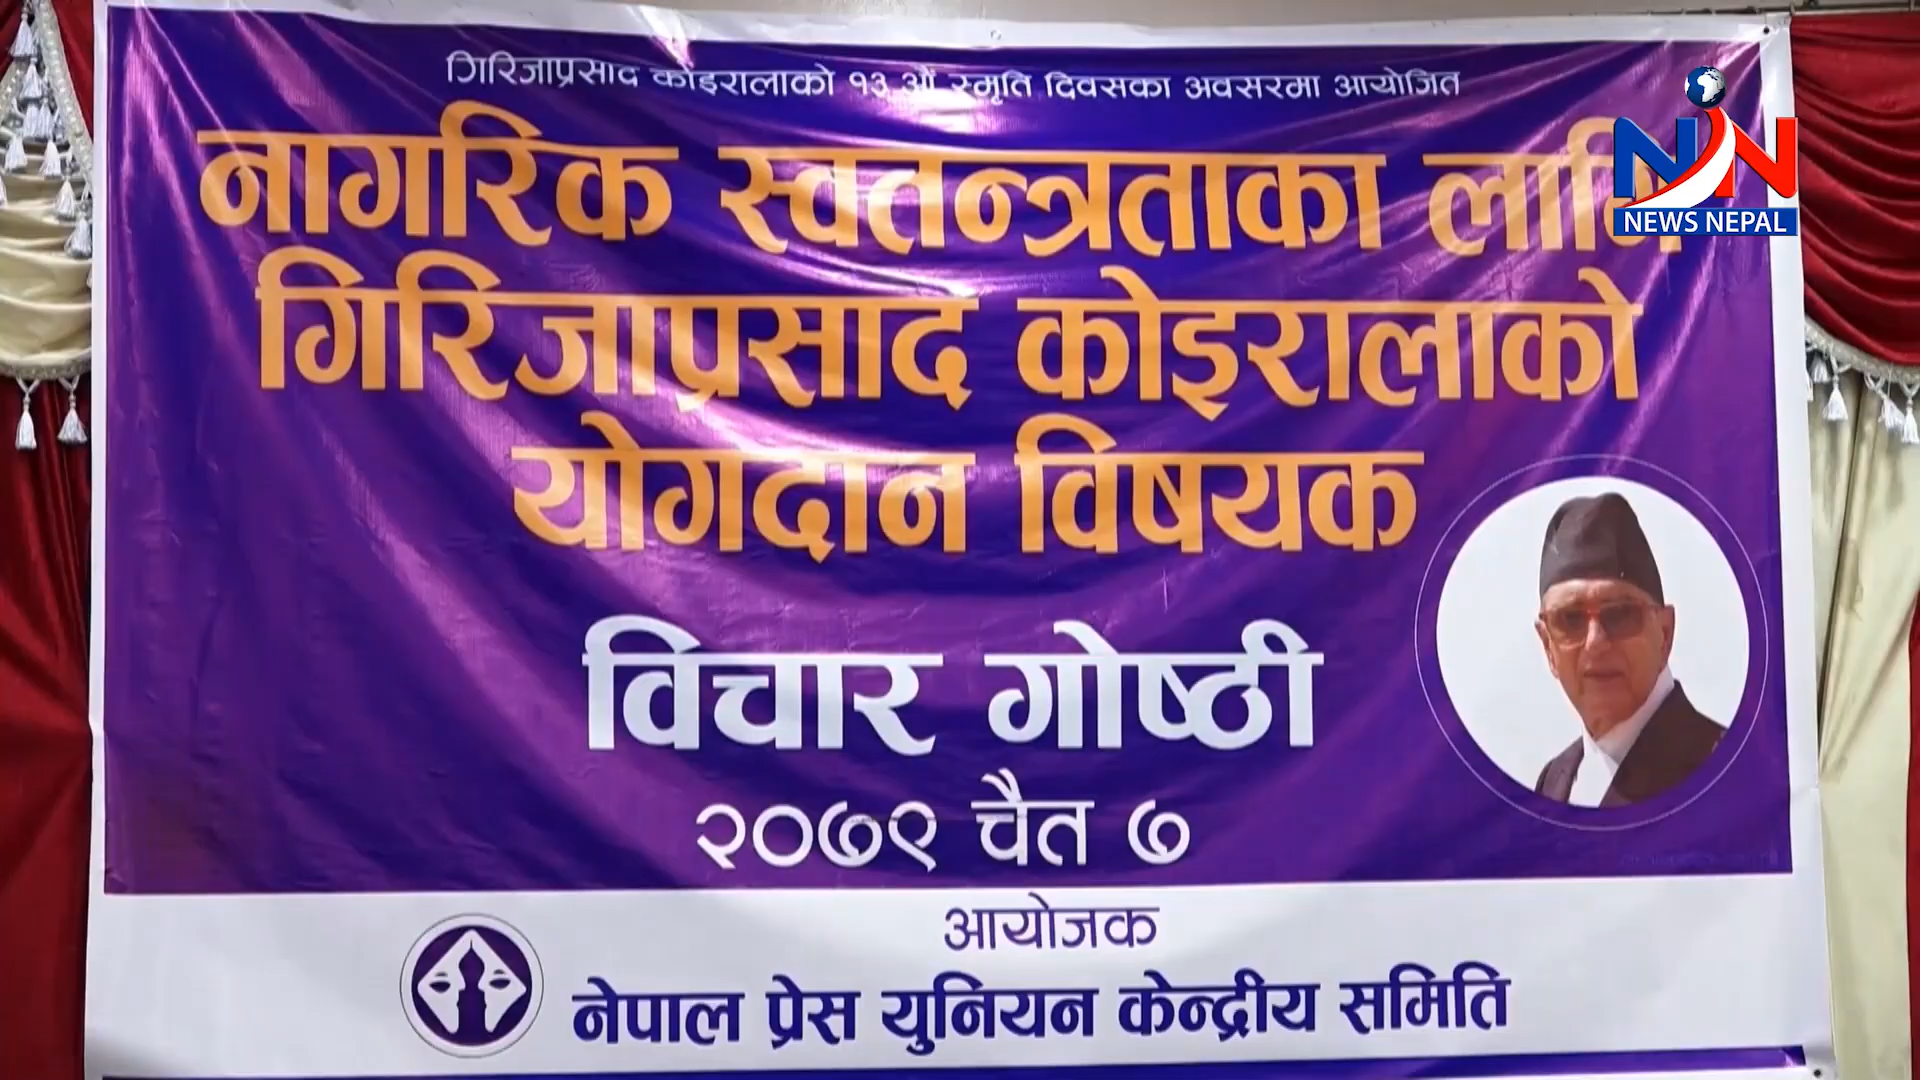 गिरिजाप्रसाद कोइरालाको १३ औं स्मृति दिवसका अवसरमा आयोजित
नागरिक स्वतन्त्रताका लागि
गिरिजाप्रसाद कोइरालाको
योगदान विषयक
विचार गोष्ठी
२०७९ चैत ७
आयोजक
नेपाल प्रेस युनियन केन्द्रीय समिति
NN
NEWS NEPAL